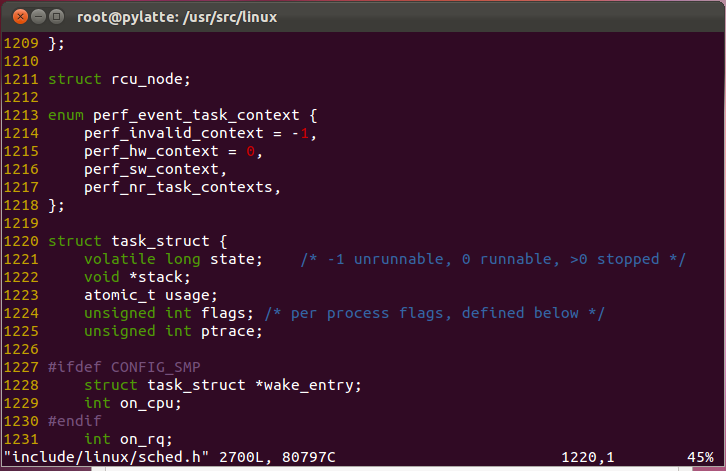 root@pylatte: /usr/src/linux
1209 };
1210
1211 struct rcu_node;
1212
1213 enum perf_event_task_context {
1214     perf_invalid_context = -1,
1215     perf_hw_context = 0,
1216     perf_sw_context,
1217     perf_nr_task_contexts,
1218 };
1219
1220 struct task_struct {
1221     volatile long state;    /* -1 unrunnable, 0 runnable, >0 stopped */
1222     void *stack;
1223     atomic_t usage;
1224     unsigned int flags; /* per process flags, defined below */
1225     unsigned int ptrace;
1226
1227 #ifdef CONFIG_SMP
1228     struct task_struct *wake_entry;
1229     int on_cpu;
1230 #endif
1231     int on_rq;
"include/linux/sched.h" 2700L, 80797C                         1220,1        45%